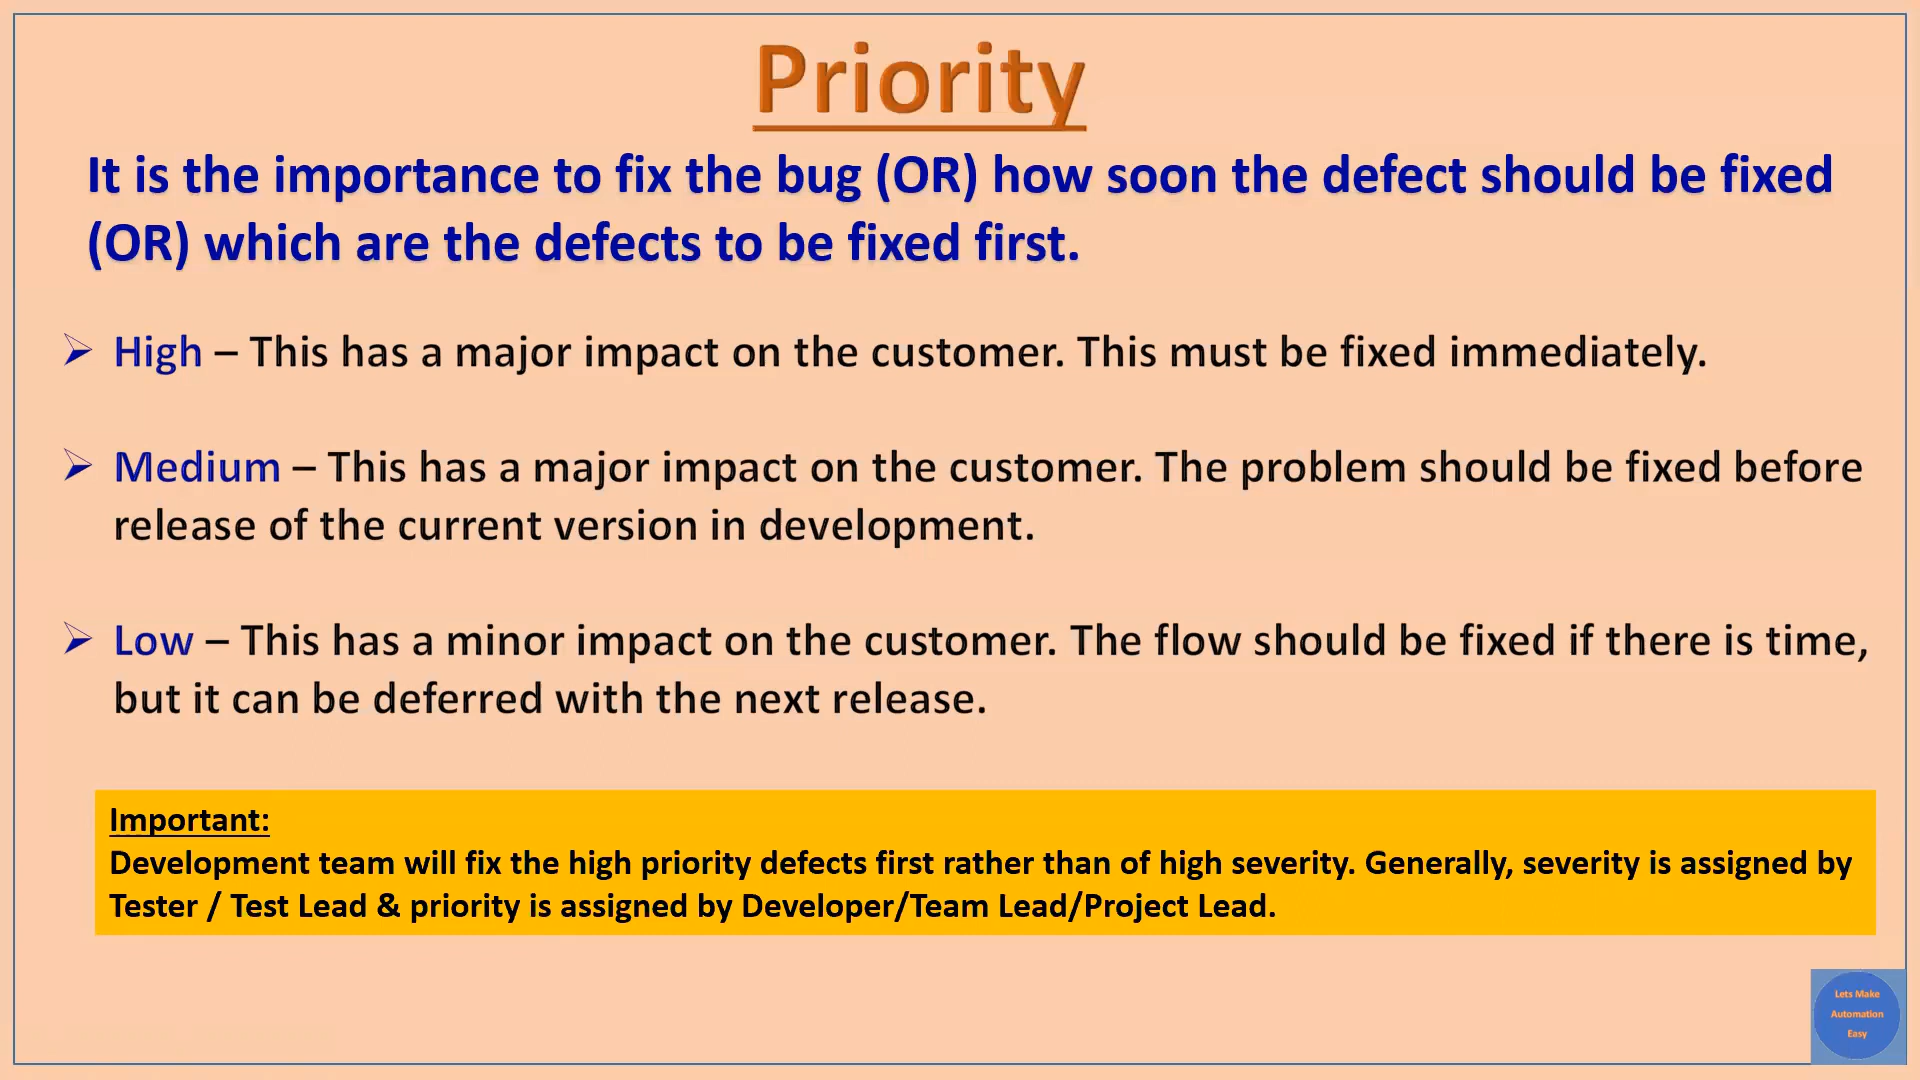 Priority
It is the importance to fix the bug (OR) how soon the defect should be fixed
(OR) which are the defects to be fixed first.
➢ High – This has a major impact on the customer. This must be fixed immediately.
➢ Medium – This has a major impact on the customer. The problem should be fixed before
release of the current version in development.
➢ Low – This has a minor impact on the customer. The flow should be fixed if there is time,
but it can be deferred with the next release.
Important:
Development team will fix the high priority defects first rather than of high severity. Generally, severity is assigned by
Tester / Test Lead & priority is assigned by Developer/Team Lead/Project Lead.
Lets Make
Automation
Easy